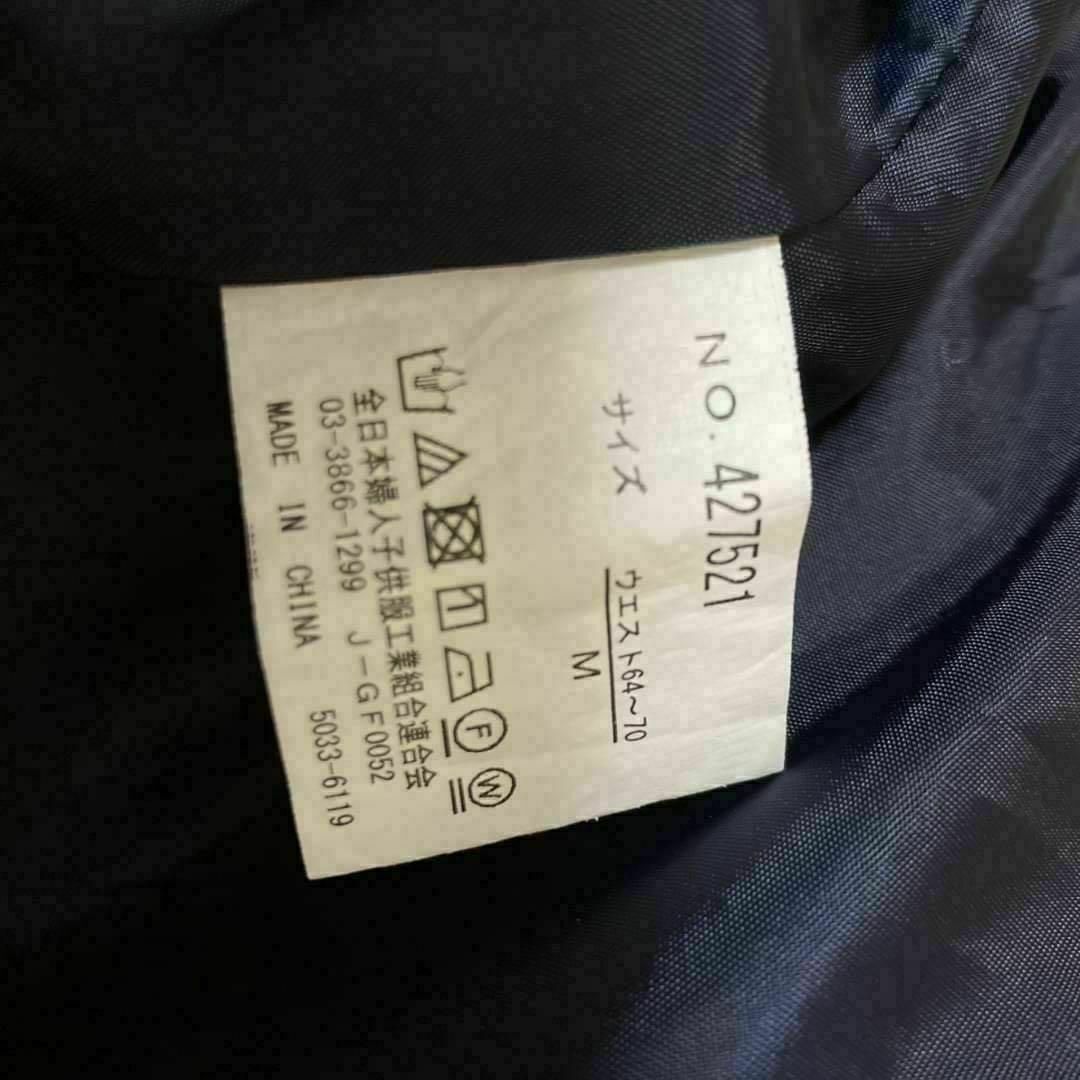 NO. 427521
サイズ
ウエスト64～70
M
F
W
全日本婦人子供服工業組合連合会
03-3866-1299 J-GF0052
MADE IN CHINA 5033-6119